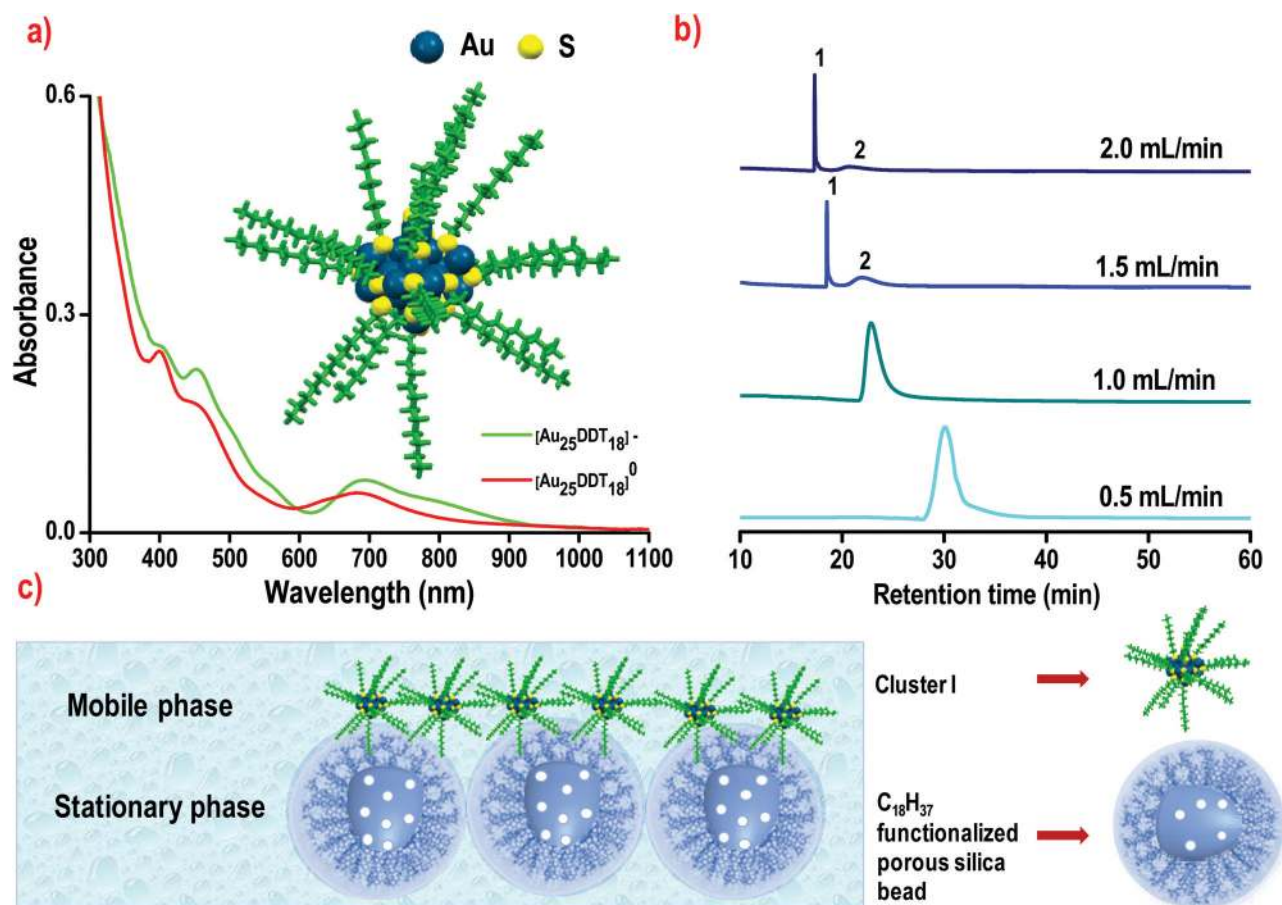 a)
Au S
0.6
0.3
0.0
Absorbance
300 400 500 600 700 800 900 1000 1100
Wavelength (nm)
[Au₂₅DDT₁₈] -
[Au₂₅DDT₁₈]⁰
b)
1
2
2.0 mL/min
1
2
1.5 mL/min
1.0 mL/min
0.5 mL/min
10 20 30 40 50 60
Retention time (min)
c)
Mobile phase
Stationary phase
Cluster I
C₁₈H₃₇
functionalized
porous silica
bead